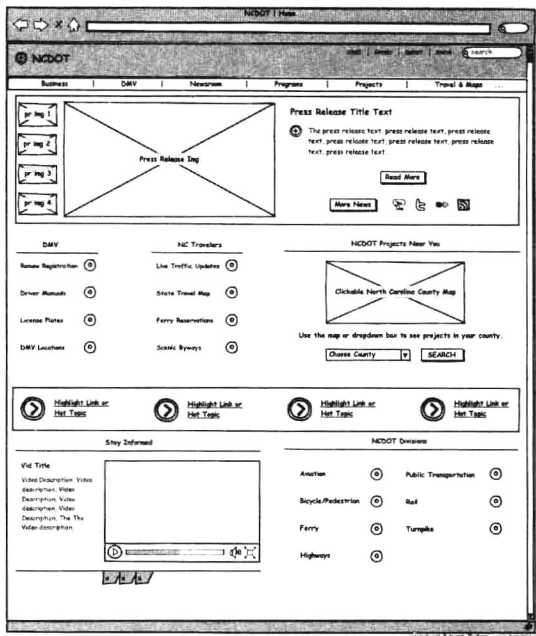 NCDOT | Home
NCDOT
search
Business | DMV | Newsroom | Programs | Projects | Travel & Maps ...
pr img 1
pr img 2
pr img 3
pr img 4
Press Release Img
Press Release Title Text
The press release text, press release text, press release
text, press release text, press release text, press release
text, press release text.
Read More
More News
DMV
Renew Registration
Driver Manuals
License Plates
DMV Locations
NC Travelers
Live Traffic Updates
State Travel Map
Ferry Reservations
Scenic Byways
NCDOT Projects Near You
Clickable North Carolina County Map
Use the map or dropdown box to see projects in your county.
Choose County
SEARCH
Highlight Link or
Hot Topic
Highlight Link or
Hot Topic
Highlight Link or
Hot Topic
Highlight Link or
Hot Topic
Stay Informed
Vid Title
Video Description. Video
description, Video
Description, Video
description, Video
Description, The The
Video description.
NCDOT Divisions
Aviation
Bicycle/Pedestrian
Ferry
Highways
Public Transportation
Rail
Turnpike